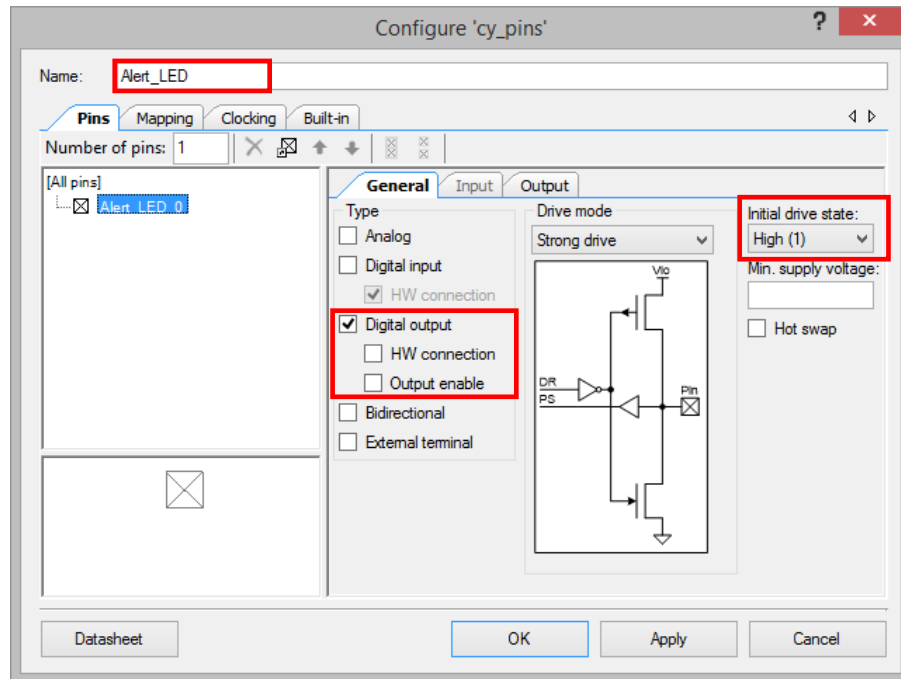 Configure 'cy_pins'
? ×
Name: Alert_LED
Pins Mapping Clocking Built-in
Number of pins: 1
[All pins]
Alert_LED_0
General Input Output
Type
Analog
Digital input
HW connection
Digital output
HW connection
Output enable
Bidirectional
External terminal
Drive mode
Strong drive
Vio
DR
PS
Pin
Initial drive state:
High (1)
Min. supply voltage:
Hot swap
Datasheet OK Apply Cancel